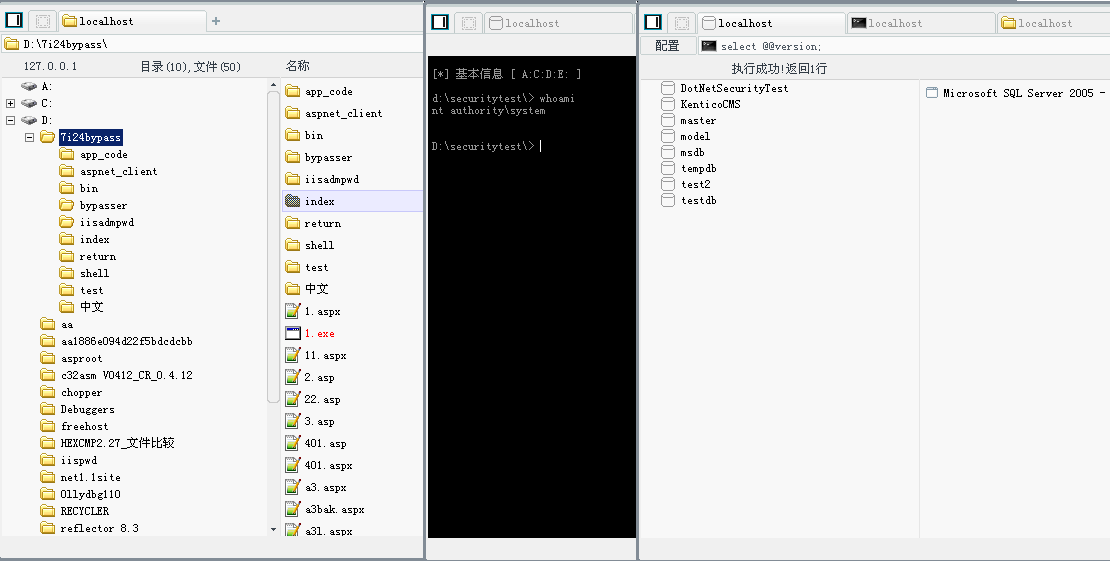 localhost
+
D:\7i24bypass\
127.0.0.1
目录(10),文件(50)
名称
A:
C:
D:
7i24bypass
app_code
aspnet_client
bin
bypasser
iisadmpwd
index
return
shell
test
中文
aa
aa1886e094d22f5bdcdcbb
asproot
c32asm V0412_CR_0.4.12
chopper
Debuggers
freehost
HEXCMP2.27_文件比较
iispwd
net1.1site
Ollydbg110
RECYCLER
reflector 8.3
app_code
aspnet_client
bin
bypasser
iisadmpwd
index
return
shell
test
中文
1.aspx
1.exe
11.aspx
2.asp
22.asp
3.asp
401.asp
401.aspx
a3.aspx
a3bak.aspx
a3l.aspx
localhost
[*] 基本信息 [ A:C:D:E: ]
d:\securitytest\> whoami
nt authority\system
D:\securitytest\>
localhost
localhost
localhost
配置
select @@version;
执行成功!返回1行
DotNetSecurityTest
KenticoCMS
master
model
msdb
tempdb
test2
testdb
Microsoft SQL Server 2005 -